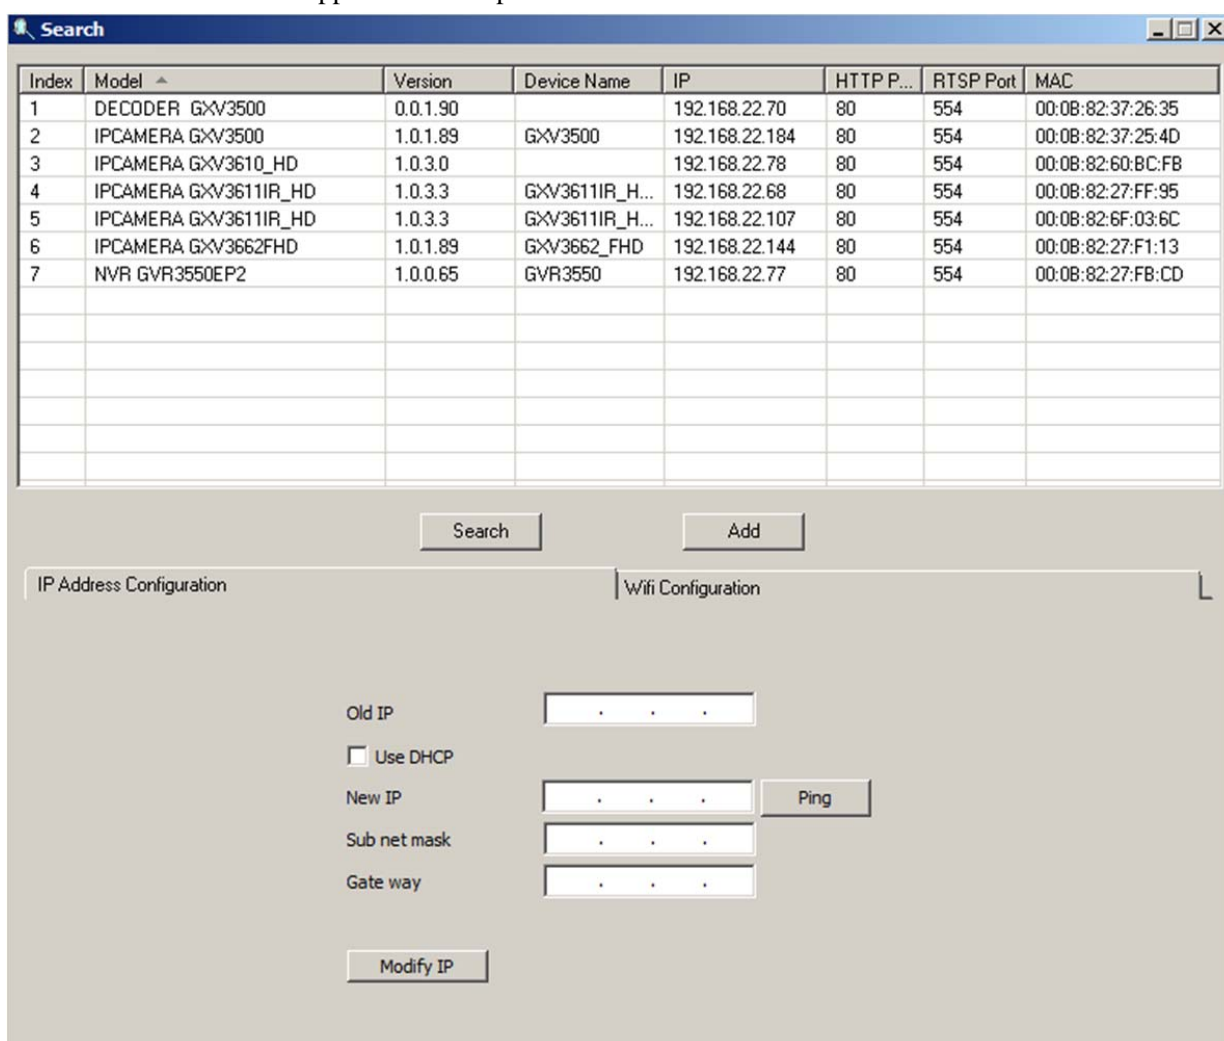 Search
Index Model Version Device Name IP HTTP P... RTSP Port MAC
1 DECODER GXV3500 0.0.1.90 192.168.22.70 80 554 00:0B:82:37:26:35
2 IPCAMERA GXV3500 1.0.1.89 GXV3500 192.168.22.184 80 554 00:0B:82:37:25:4D
3 IPCAMERA GXV3610_HD 1.0.3.0 192.168.22.78 80 554 00:0B:82:60:BC:FB
4 IPCAMERA GXV3611IR_HD 1.0.3.3 GXV3611IR_H... 192.168.22.68 80 554 00:0B:82:27:FF:95
5 IPCAMERA GXV3611IR_HD 1.0.3.3 GXV3611IR_H... 192.168.22.107 80 554 00:0B:82:6F:03:6C
6 IPCAMERA GXV3662FHD 1.0.1.89 GXV3662_FHD 192.168.22.144 80 554 00:0B:82:27:F1:13
7 NVR GVR3550EP2 1.0.0.65 GVR3550 192.168.22.77 80 554 00:0B:82:27:FB:CD
Search Add
IP Address Configuration Wifi Configuration
Old IP . . .
Use DHCP
New IP . . . Ping
Sub net mask . . .
Gate way . . .
Modify IP